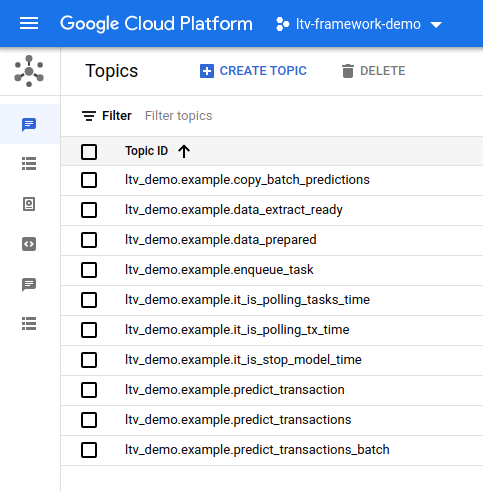 Google Cloud Platform ltv-framework-demo
Topics CREATE TOPIC DELETE
Filter Filter topics
Topic ID
ltv_demo.example.copy_batch_predictions
ltv_demo.example.data_extract_ready
ltv_demo.example.data_prepared
ltv_demo.example.enqueue_task
ltv_demo.example.it_is_polling_tasks_time
ltv_demo.example.it_is_polling_tx_time
ltv_demo.example.it_is_stop_model_time
ltv_demo.example.predict_transaction
ltv_demo.example.predict_transactions
ltv_demo.example.predict_transactions_batch